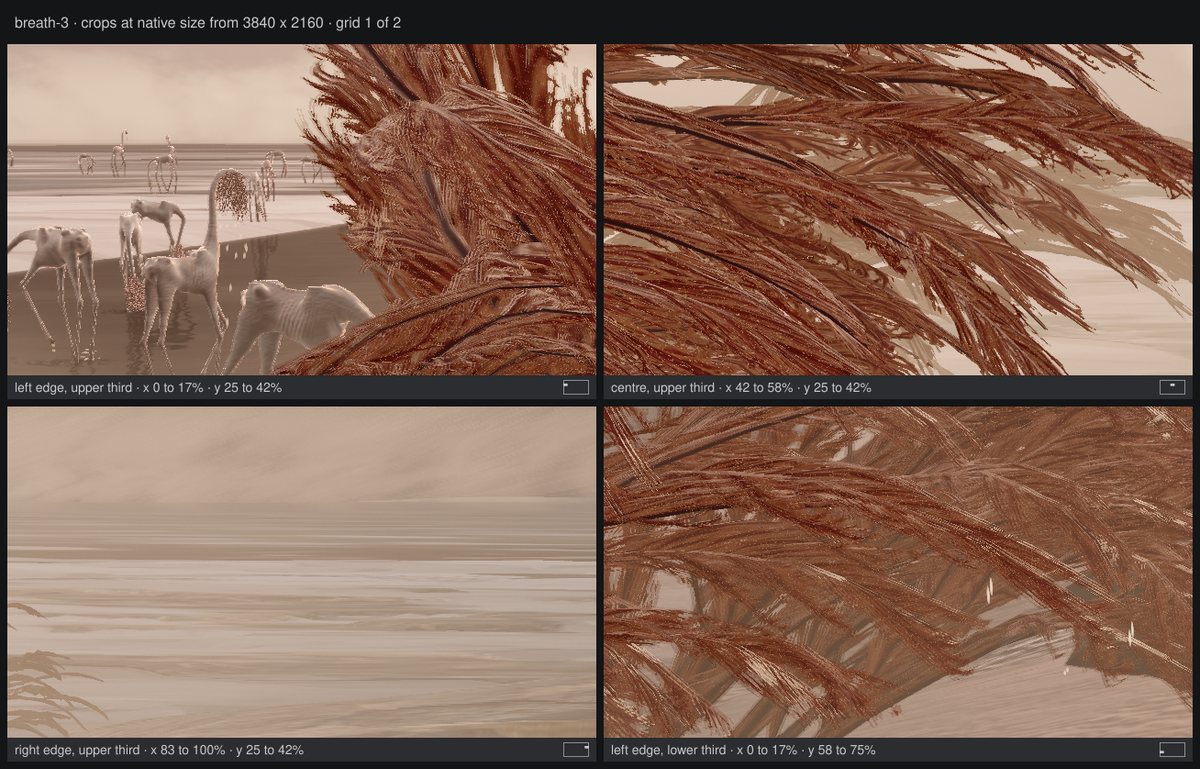 breath-3 · crops at native size from 3840 x 2160 · grid 1 of 2
left edge, upper third · x 0 to 17% · y 25 to 42%
centre, upper third · x 42 to 58% · y 25 to 42%
right edge, upper third · x 83 to 100% · y 25 to 42%
left edge, lower third · x 0 to 17% · y 58 to 75%